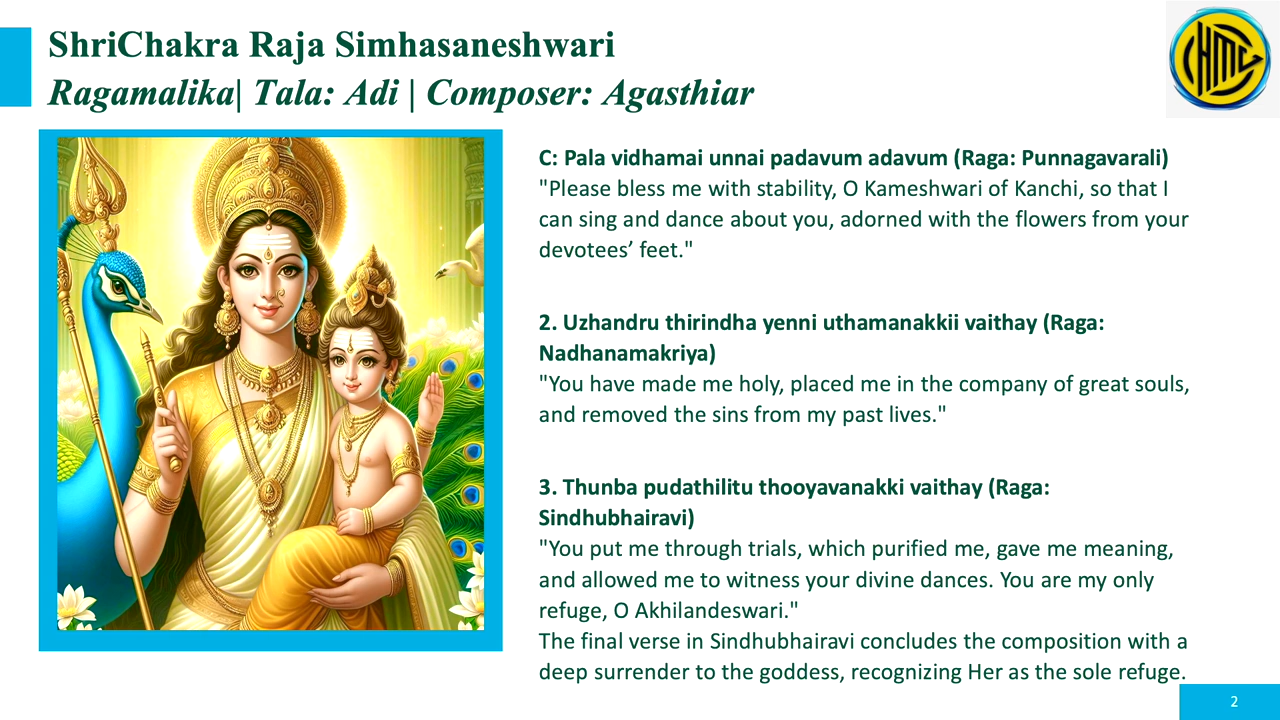 ShriChakra Raja Simhasaneshwari
Ragamalika| Tala: Adi | Composer: Agasthiar
C: Pala vidhamai unnai padavum adavum (Raga: Punnagavarali)
"Please bless me with stability, O Kameshwari of Kanchi, so that I
can sing and dance about you, adorned with the flowers from your
devotees’ feet."
2. Uzhandru thirindha yenni uthamanakkii vaithay (Raga:
Nadhanamakriya)
"You have made me holy, placed me in the company of great souls,
and removed the sins from my past lives."
3. Thunba pudathilitu thooyavanakki vaithay (Raga:
Sindhubhairavi)
"You put me through trials, which purified me, gave me meaning,
and allowed me to witness your divine dances. You are my only
refuge, O Akhilandeswari."
The final verse in Sindhubhairavi concludes the composition with a
deep surrender to the goddess, recognizing Her as the sole refuge.
2